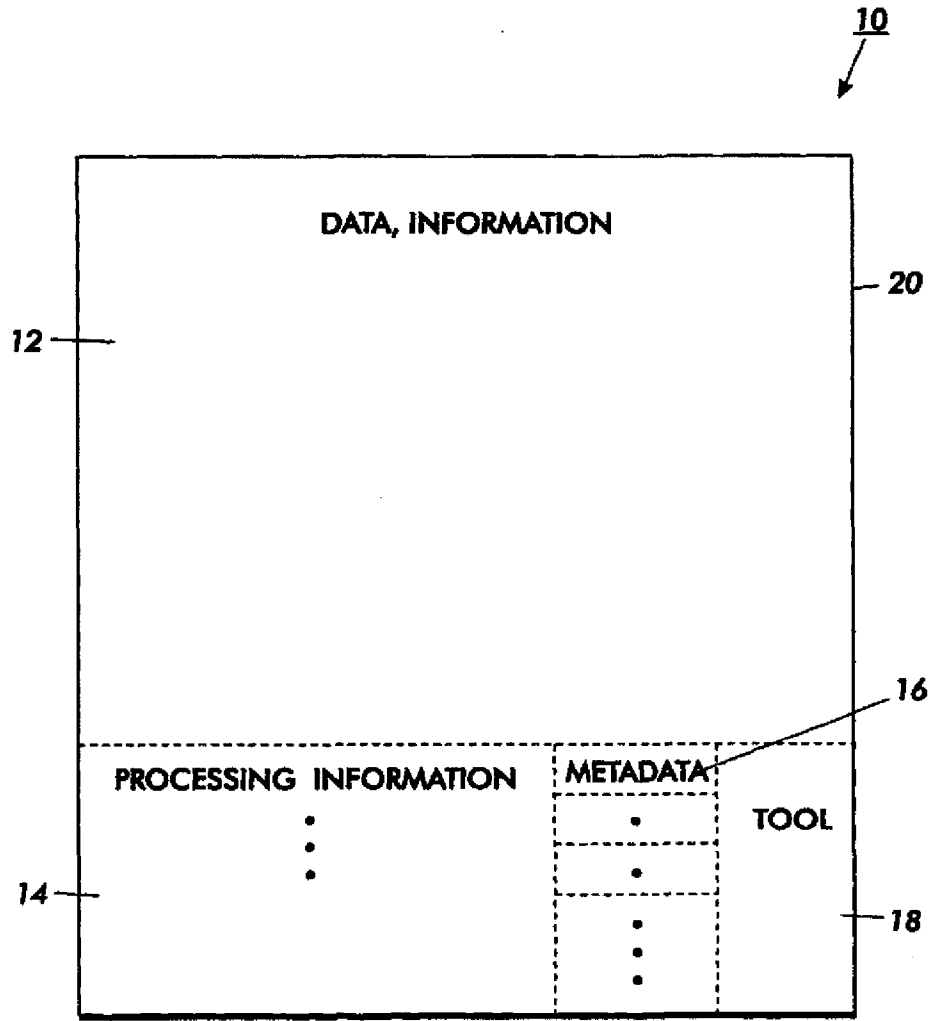 10
DATA, INFORMATION
20
12
16
PROCESSING INFORMATION
METADATA
TOOL
14
18